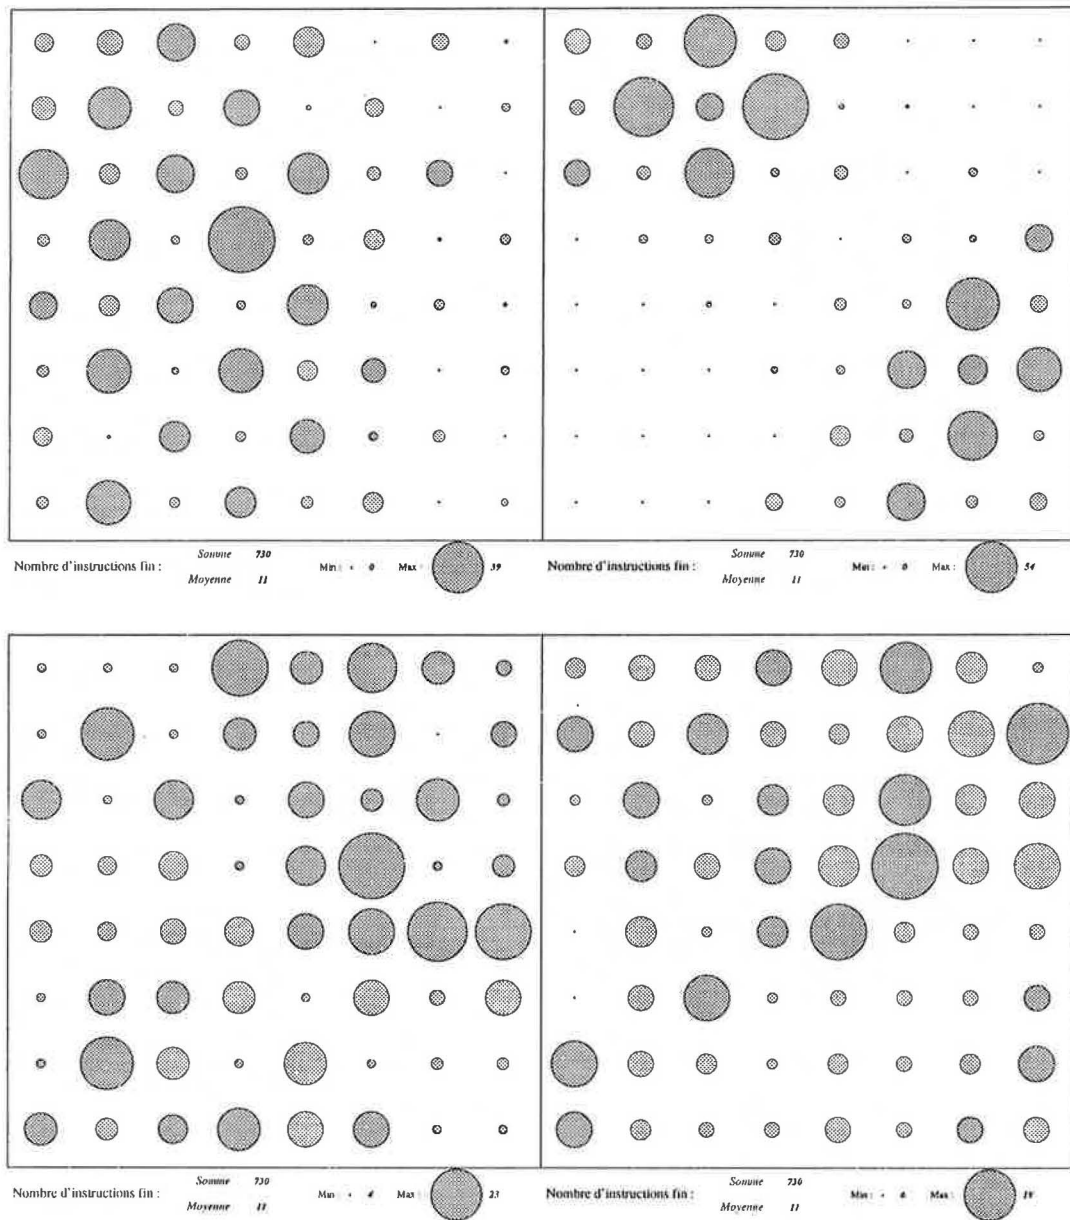 Somme 730
Nombre d'instructions fin : Min : 0 Max : 39
Moyenne 11
Somme 730
Nombre d'instructions fin : Min : 0 Max : 54
Moyenne 11
Somme 730
Nombre d'instructions fin : Min : Max 23
Moyenne 11
Somme 730
Nombre d'instructions fin : Min : Max :
Moyenne 11